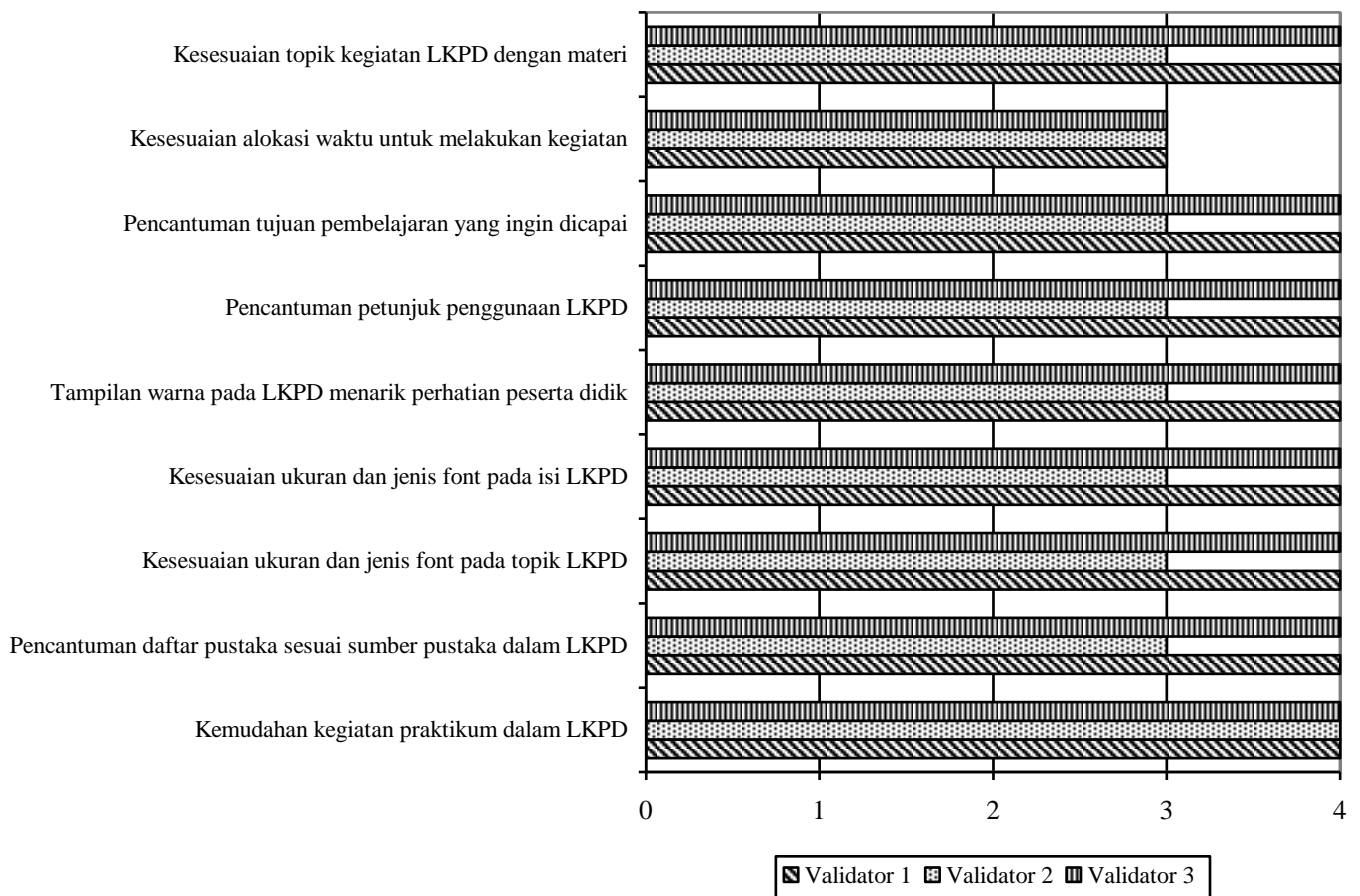 Kesesuaian topik kegiatan LKPD dengan materi
Kesesuaian alokasi waktu untuk melakukan kegiatan
Pencantuman tujuan pembelajaran yang ingin dicapai
Pencantuman petunjuk penggunaan LKPD
Tampilan warna pada LKPD menarik perhatian peserta didik
Kesesuaian ukuran dan jenis font pada isi LKPD
Kesesuaian ukuran dan jenis font pada topik LKPD
Pencantuman daftar pustaka sesuai sumber pustaka dalam LKPD
Kemudahan kegiatan praktikum dalam LKPD
0 1 2 3 4
Validator 1 Validator 2 Validator 3